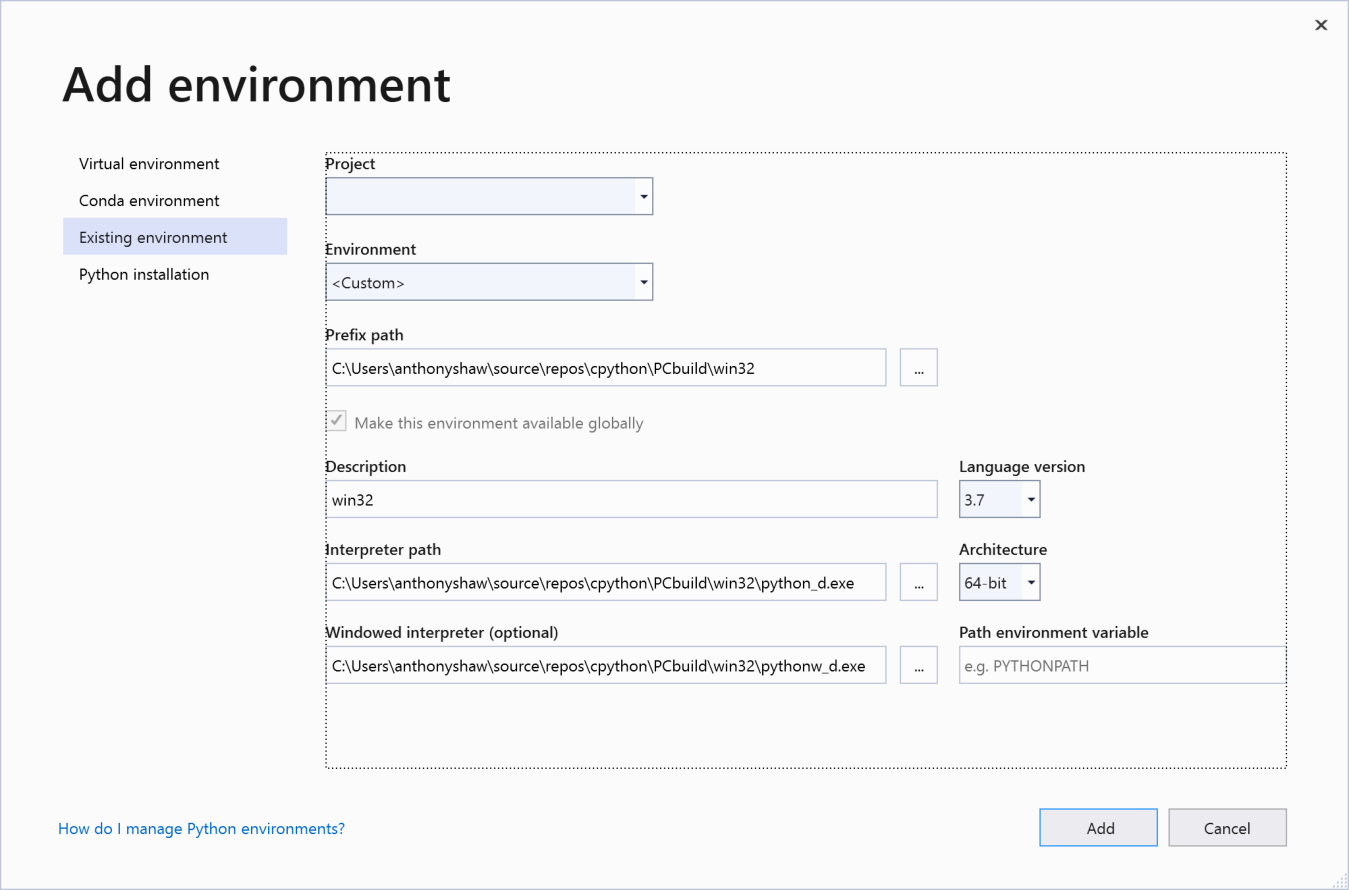 Add environment
Virtual environment
Conda environment
Existing environment
Python installation
Project
Environment
<Custom>
Prefix path
C:\Users\anthonyshaw\source\repos\cpython\PCbuild\win32
...
Make this environment available globally
Description
Language version
win32
3.7
Interpreter path
Architecture
C:\Users\anthonyshaw\source\repos\cpython\PCbuild\win32\python_d.exe
...
64-bit
Windowed interpreter (optional)
Path environment variable
C:\Users\anthonyshaw\source\repos\cpython\PCbuild\win32\pythonw_d.exe
...
e.g. PYTHONPATH
How do I manage Python environments?
Add
Cancel